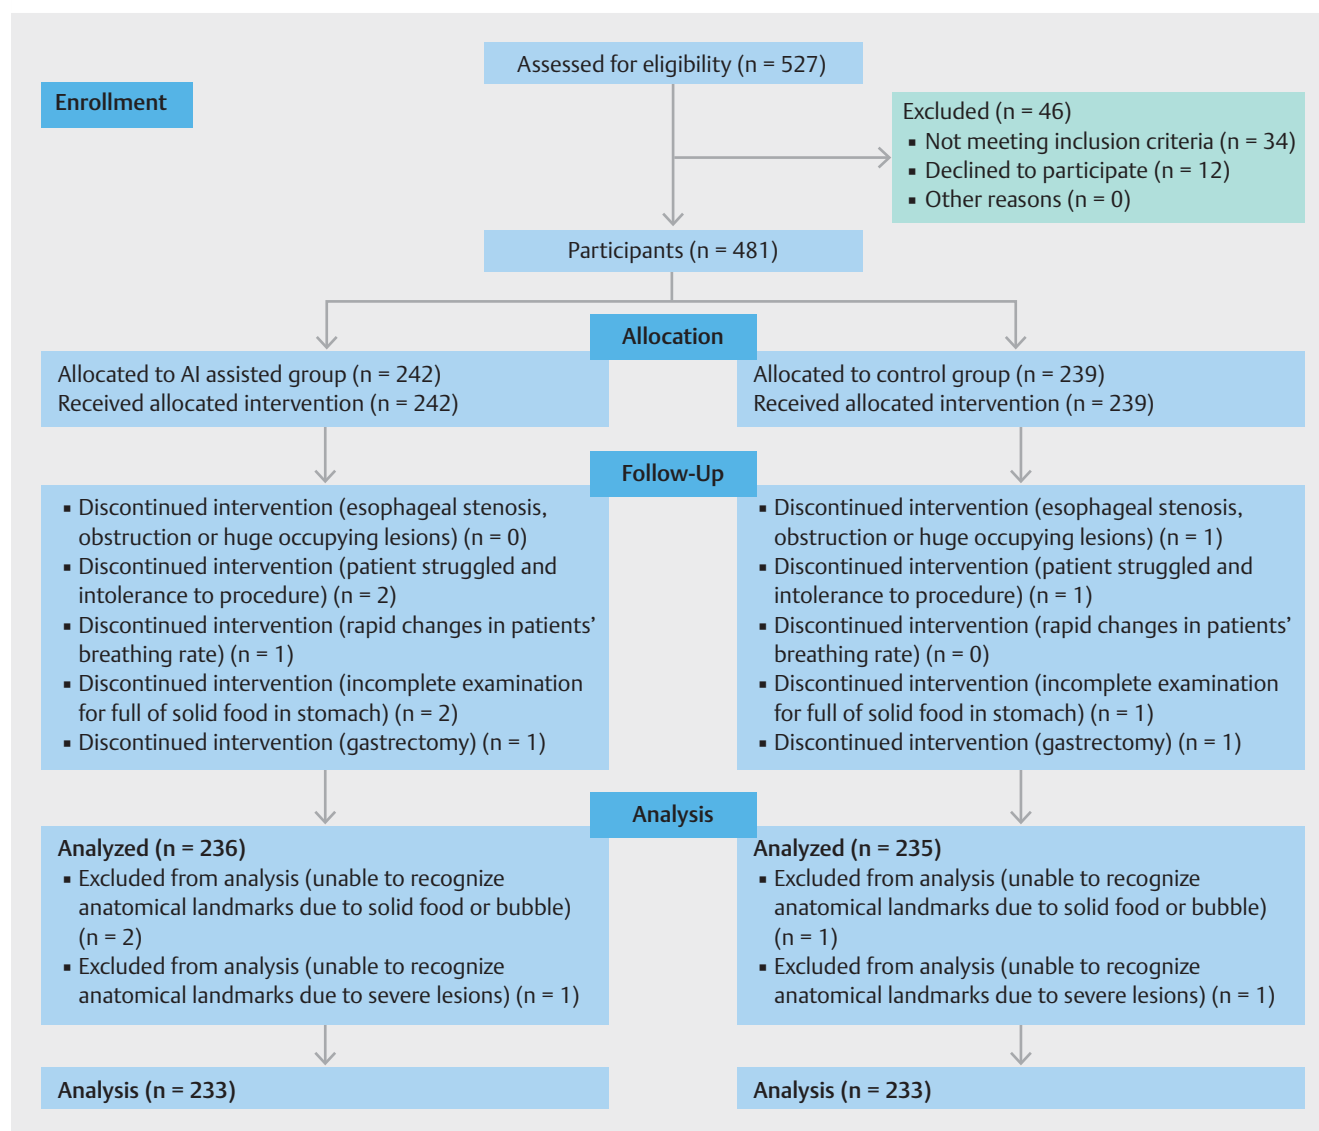 Assessed for eligibility (n = 527)
Enrollment
Excluded (n = 46)
▪ Not meeting inclusion criteria (n = 34)
▪ Declined to participate (n = 12)
▪ Other reasons (n = 0)
Participants (n = 481)
Allocation
Allocated to AI assisted group (n = 242)
Received allocated intervention (n = 242)
Allocated to control group (n = 239)
Received allocated intervention (n = 239)
Follow-Up
▪ Discontinued intervention (esophageal stenosis,
obstruction or huge occupying lesions) (n = 0)
▪ Discontinued intervention (patient struggled and
intolerance to procedure) (n = 2)
▪ Discontinued intervention (rapid changes in patients’
breathing rate) (n = 1)
▪ Discontinued intervention (incomplete examination
for full of solid food in stomach) (n = 2)
▪ Discontinued intervention (gastrectomy) (n = 1)
▪ Discontinued intervention (esophageal stenosis,
obstruction or huge occupying lesions) (n = 1)
▪ Discontinued intervention (patient struggled and
intolerance to procedure) (n = 1)
▪ Discontinued intervention (rapid changes in patients’
breathing rate) (n = 0)
▪ Discontinued intervention (incomplete examination
for full of solid food in stomach) (n = 1)
▪ Discontinued intervention (gastrectomy) (n = 1)
Analysis
Analyzed (n = 236)
▪ Excluded from analysis (unable to recognize
anatomical landmarks due to solid food or bubble)
(n = 2)
▪ Excluded from analysis (unable to recognize
anatomical landmarks due to severe lesions) (n = 1)
Analyzed (n = 235)
▪ Excluded from analysis (unable to recognize
anatomical landmarks due to solid food or bubble)
(n = 1)
▪ Excluded from analysis (unable to recognize
anatomical landmarks due to severe lesions) (n = 1)
Analysis (n = 233)
Analysis (n = 233)